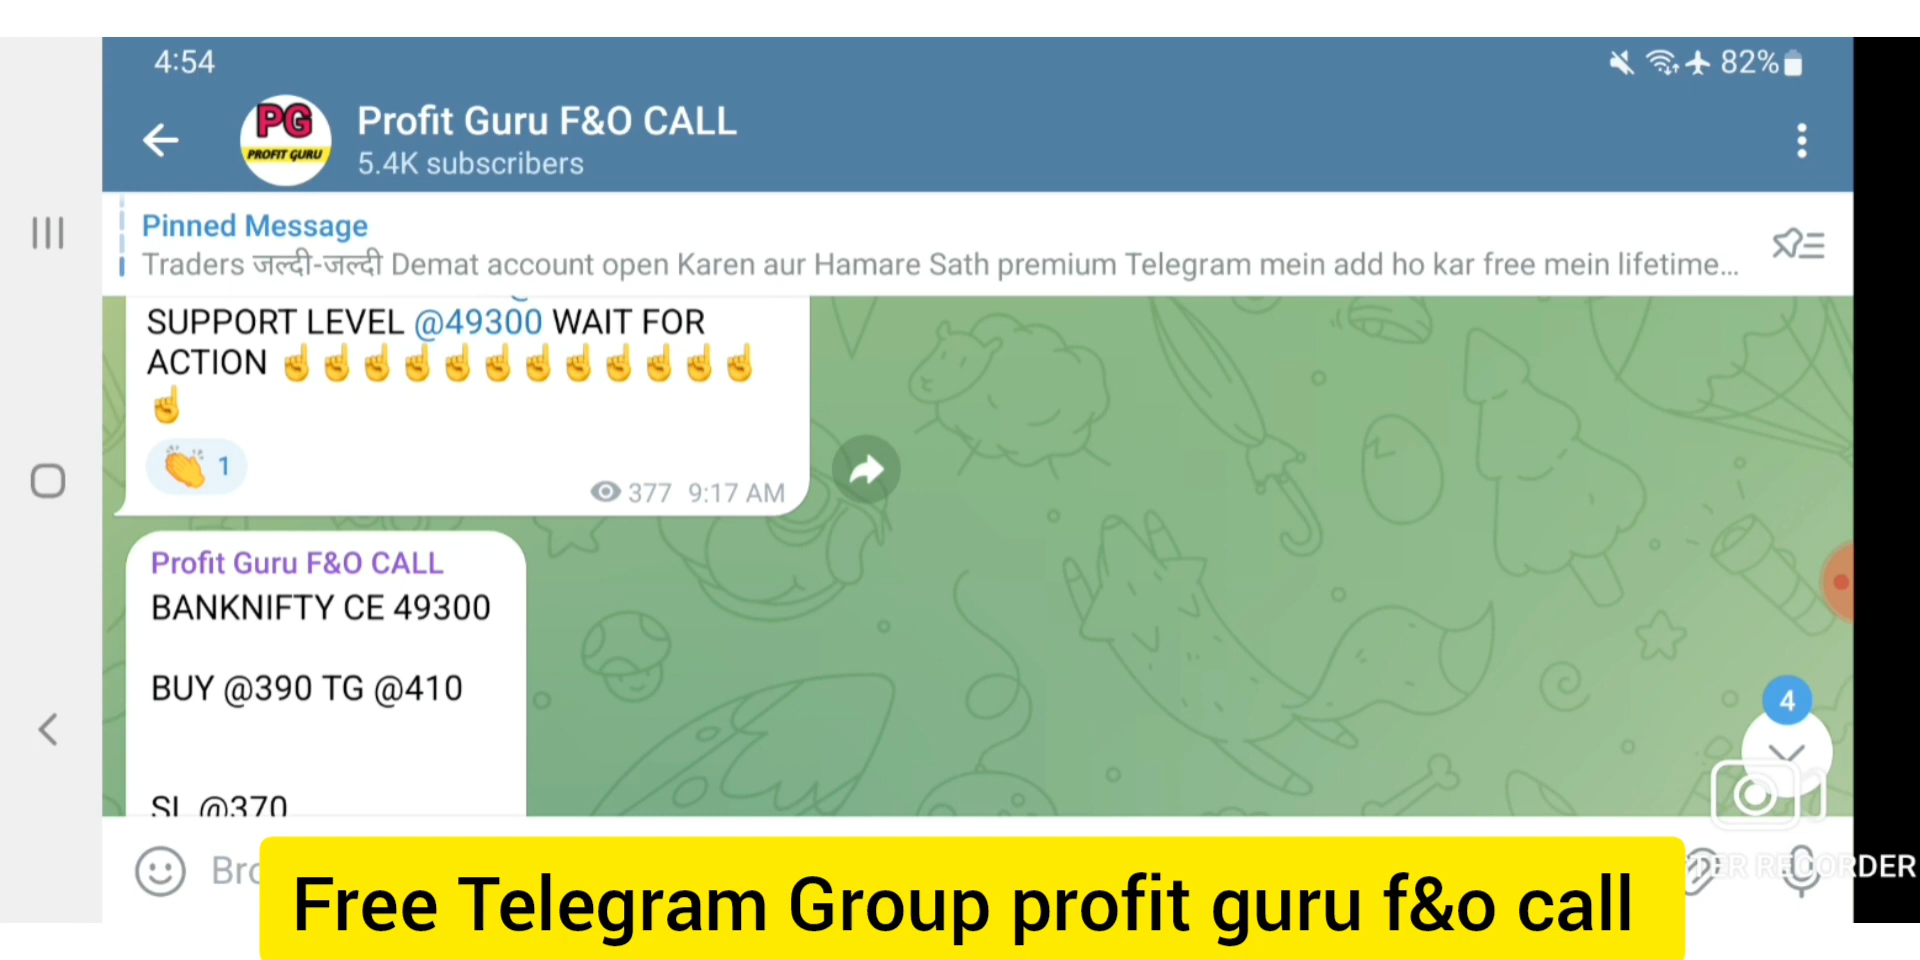 4:54
82%
PG
PROFIT GURU
Profit Guru F&O CALL
5.4K subscribers
Pinned Message
Traders जल्दी-जल्दी Demat account open Karen aur Hamare Sath premium Telegram mein add ho kar free mein lifetime...
SUPPORT LEVEL @49300 WAIT FOR
ACTION ☝☝☝☝☝☝☝☝☝☝☝☝
☝
👏 1
377 9:17 AM
Profit Guru F&O CALL
BANKNIFTY CE 49300
BUY @390 TG @410
SL @370
4
RECORDER
Free Telegram Group profit guru f&o call